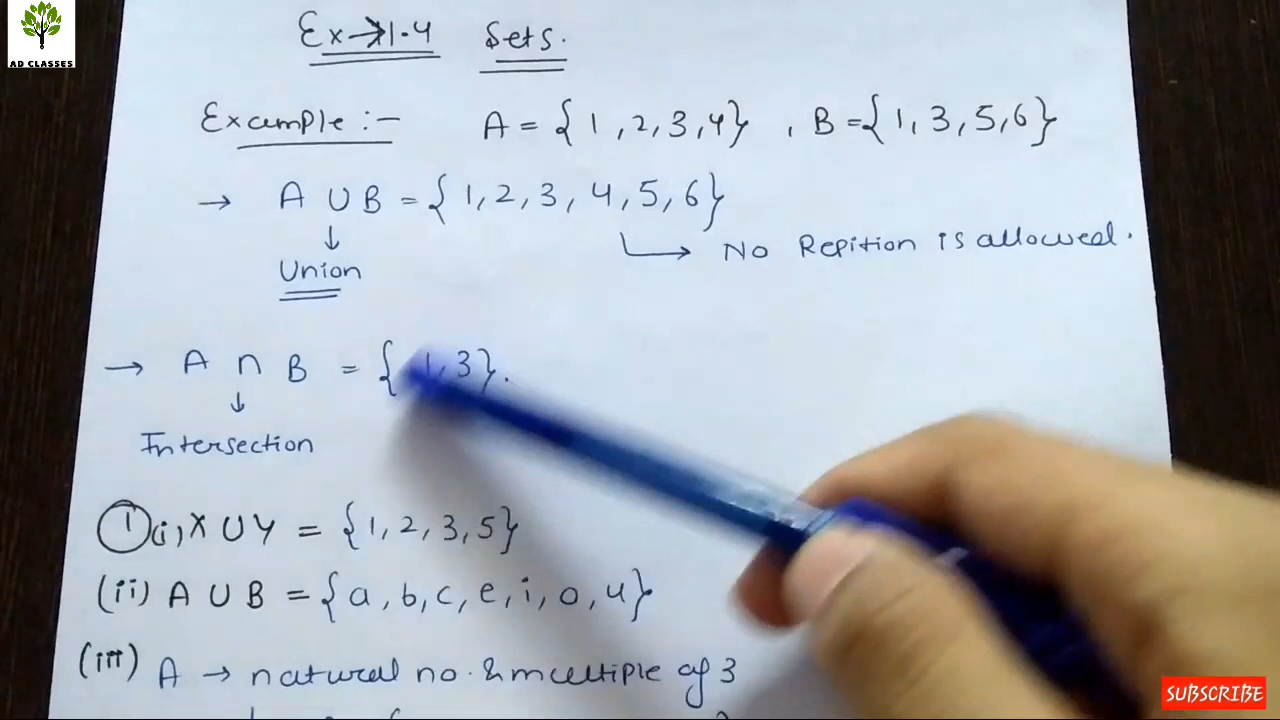 AD CLASSES
Ex→1.4 Sets.
Example :- A = {1,2,3,4} , B = {1,3,5,6}
→ A ∪ B = {1,2,3,4,5,6}
↓ ↳ No Repition is allowed.
Union
→ A ∩ B = {1,3}.
↓
Intersection
① (i) X ∪ Y = {1,2,3,5}
(ii) A ∪ B = {a,b,c,e,i,o,u}
(iii) A → natural no. & multiple of 3
SUBSCRIBE